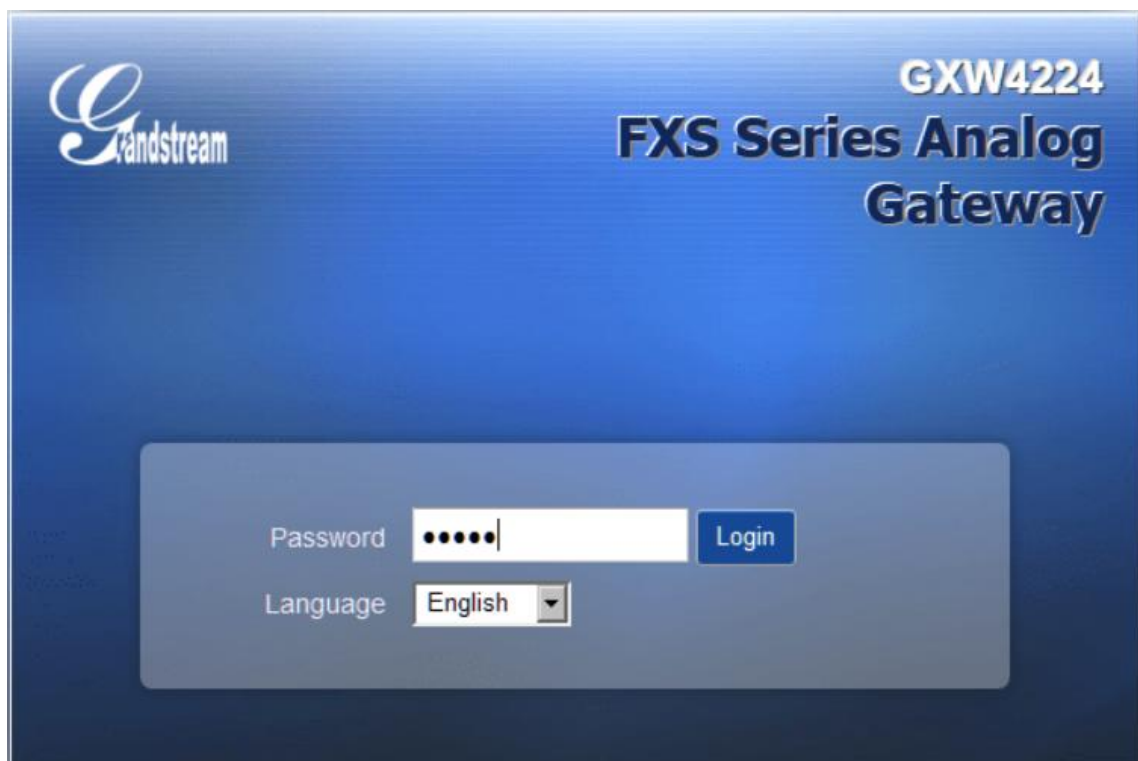 Grandstream
GXW4224
FXS Series Analog
Gateway
Password •••••
Login
Language English